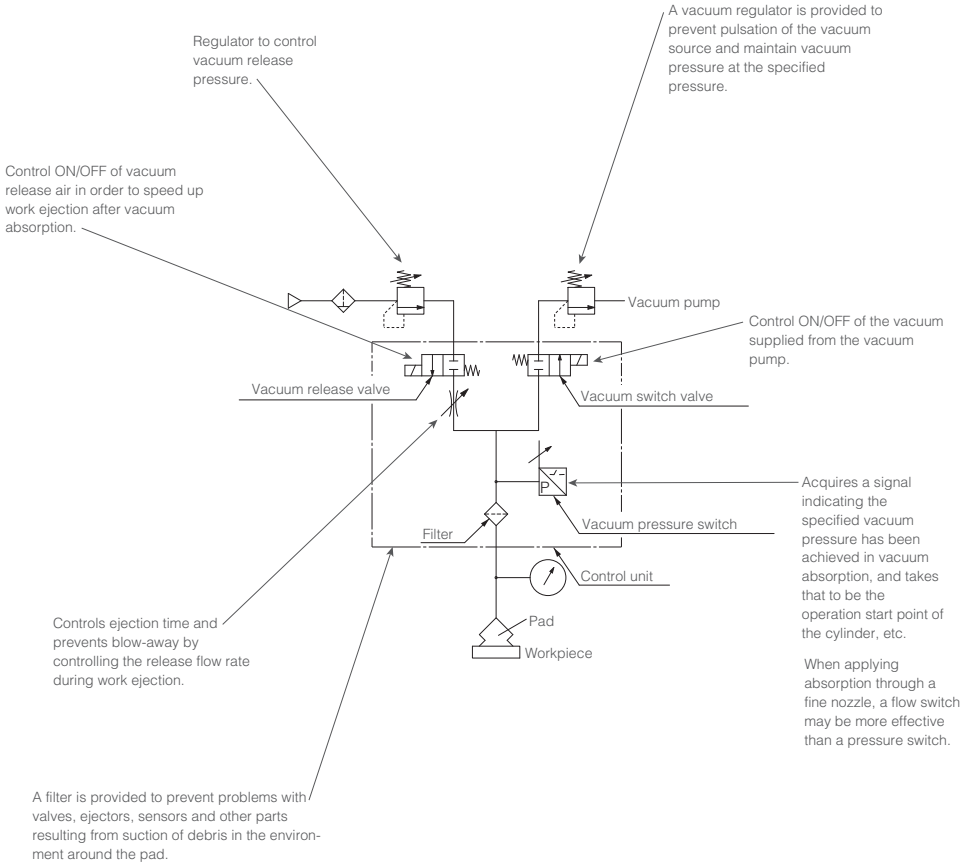 A vacuum regulator is provided to
prevent pulsation of the vacuum
source and maintain vacuum
pressure at the specified
pressure.
Regulator to control
vacuum release
pressure.
Control ON/OFF of vacuum
release air in order to speed up
work ejection after vacuum
absorption.
Vacuum pump
Control ON/OFF of the vacuum
supplied from the vacuum
pump.
Vacuum release valve
Vacuum switch valve
P
Acquires a signal
indicating the
specified vacuum
pressure has been
achieved in vacuum
absorption, and takes
that to be the
operation start point of
the cylinder, etc.
Vacuum pressure switch
Filter
Control unit
Controls ejection time and
prevents blow-away by
controlling the release flow rate
during work ejection.
Pad
Workpiece
When applying
absorption through a
fine nozzle, a flow switch
may be more effective
than a pressure switch.
A filter is provided to prevent problems with
valves, ejectors, sensors and other parts
resulting from suction of debris in the environ-
ment around the pad.